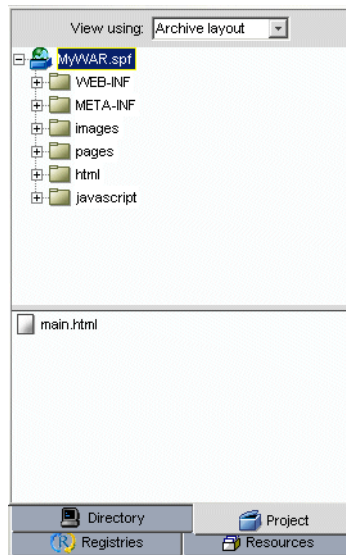 View using: Archive layout
MyWAR.spf
WEB-INF
META-INF
images
pages
html
javascript
main.html
Directory
Project
Registries
Resources